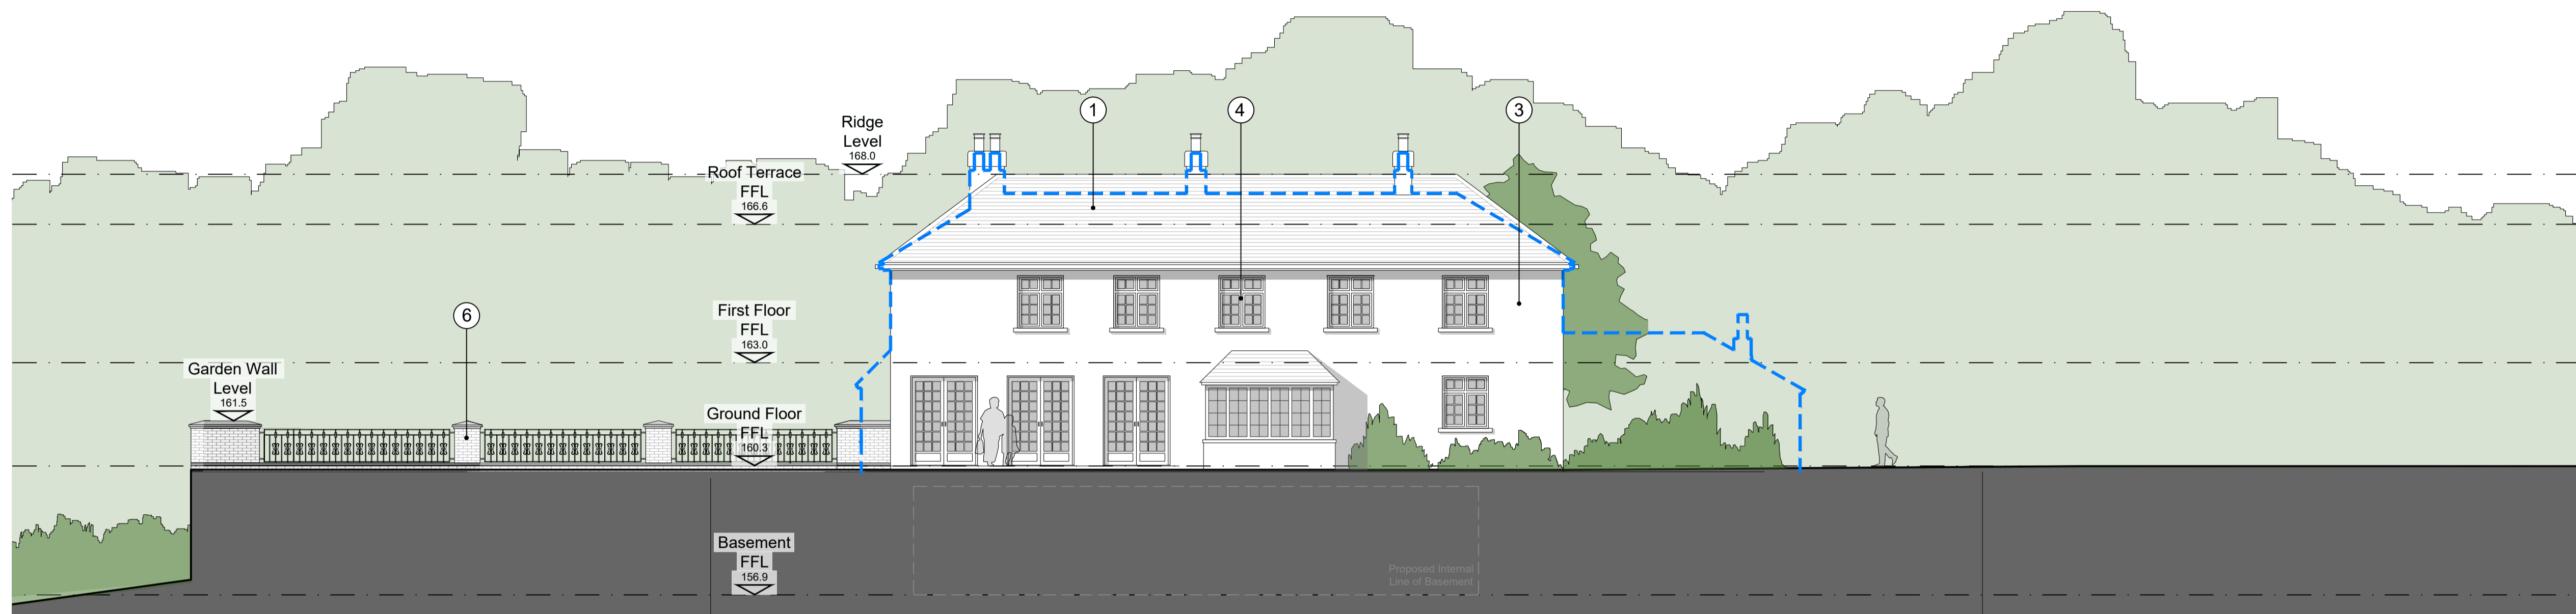 1
4
3
Ridge
Level
168.0
Roof Terrace
FFL
166.6
6
First Floor
FFL
163.0
Garden Wall
Level
161.5
Ground Floor
FFL
160.3
Basement
FFL
156.9
Proposed Internal
Line of Basement